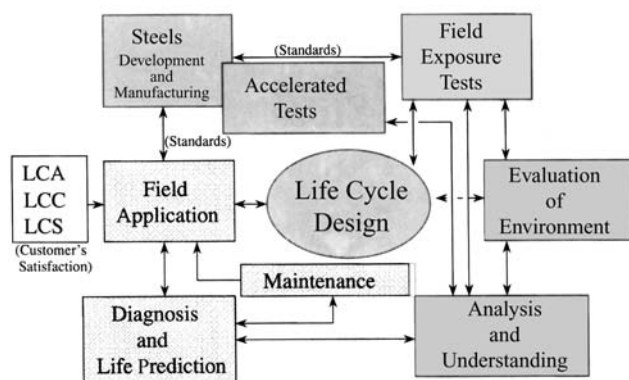 Steels
Development
and
Manufacturing
(Standards)
Field
Exposure
Tests
Accelerated
Tests
(Standards)
LCA
LCC
LCS
(Customer's
Satisfaction)
Field
Application
Life Cycle
Design
Evaluation
of
Environment
Maintenance
Diagnosis
and
Life Prediction
Analysis
and
Understanding